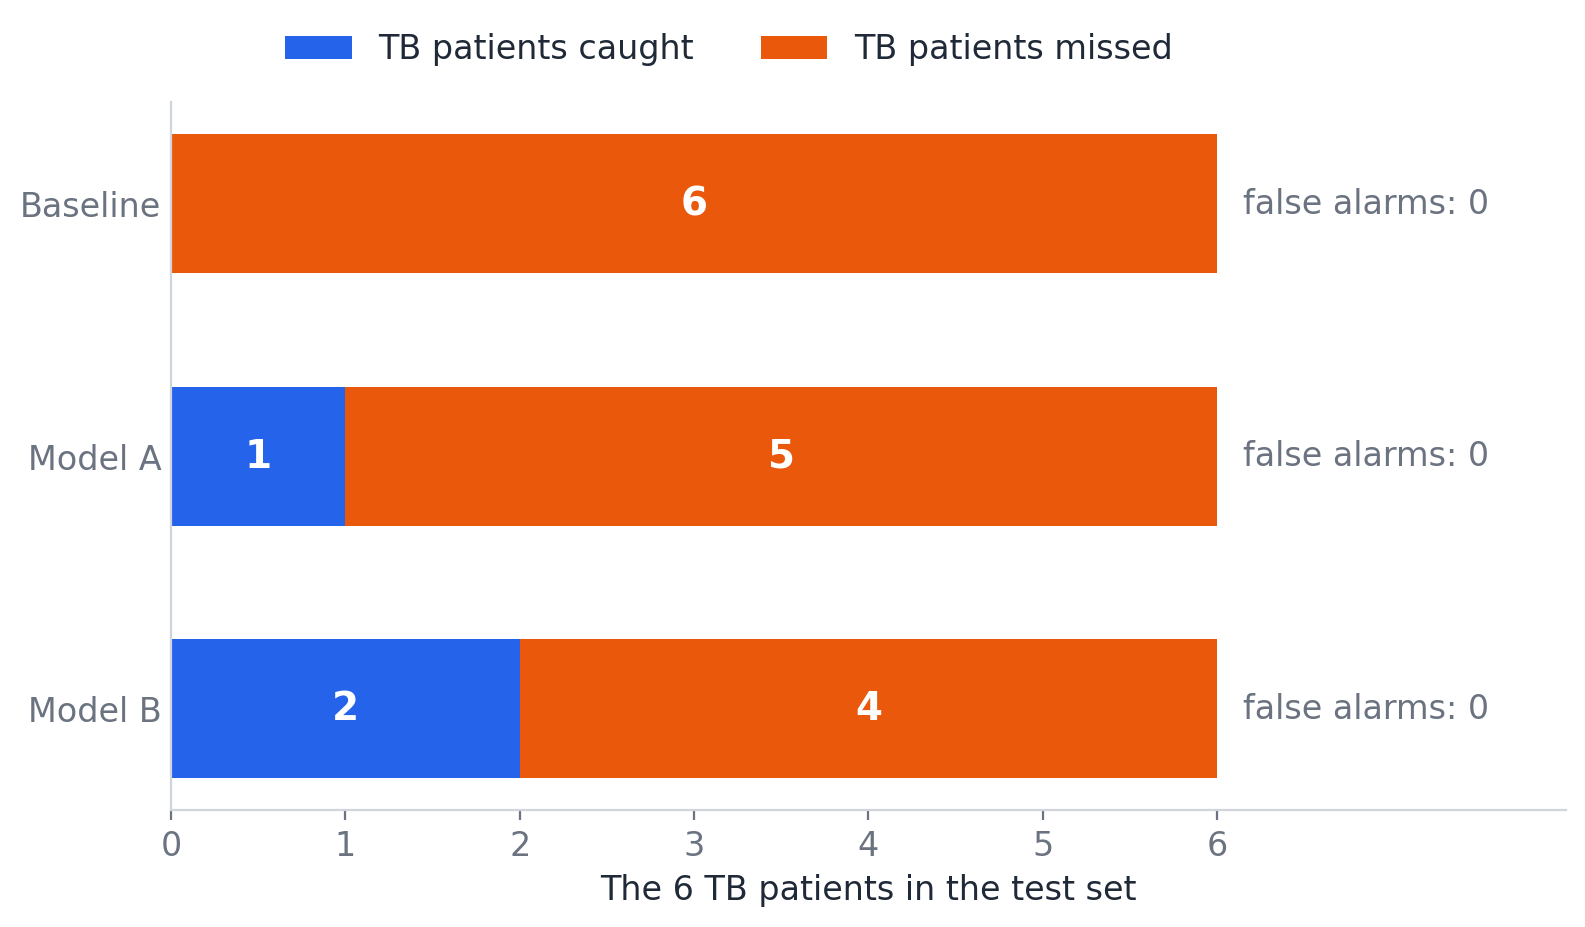 TB patients caught TB patients missed
Baseline 6 false alarms: 0
Model A 1 5 false alarms: 0
Model B 2 4 false alarms: 0
0 1 2 3 4 5 6
The 6 TB patients in the test set